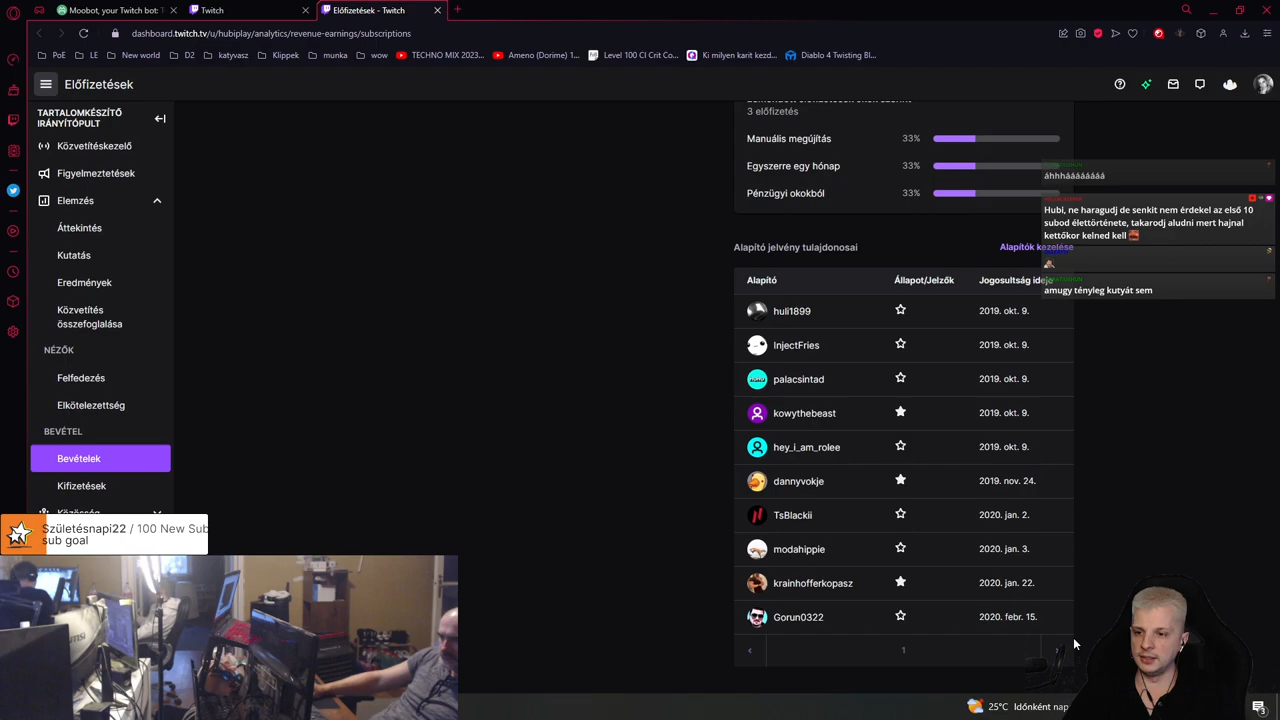 Moobot, your Twitch bot:
Twitch
Előfizetések - Twitch
dashboard.twitch.tv/u/hubiplay/analytics/revenue-earnings/subscriptions
PoE
LE
New world
D2
katyvasz
Klippek
munka
wow
TECHNO MIX 2023...
Ameno (Dorime) 1...
Level 100 CI Crit Co...
Ki milyen karit kezd...
Diablo 4 Twisting Bl...
Előfizetések
TARTALOMKÉSZÍTŐ
IRÁNYÍTÓPULT
Közvetítéskezelő
Figyelmeztetések
Elemzés
Áttekintés
Kutatás
Eredmények
Közvetítés
összefoglalása
NÉZŐK
Felfedezés
Elkötelezettség
BEVÉTEL
Bevételek
Kifizetések
Közösség
3 előfizetés
Manuális megújítás 33%
Egyszerre egy hónap 33%
Pénzügyi okokból 33%
Alapító jelvény tulajdonosai
Alapítók kezelése
Alapító Állapot/Jelzők Jogosultság ideje
huli1899 2019. okt. 9.
InjectFries 2019. okt. 9.
palacsintad 2019. okt. 9.
kowythebeast 2019. okt. 9.
hey_i_am_rolee 2019. okt. 9.
dannyvokje 2019. nov. 24.
TsBlackii 2020. jan. 2.
modahippie 2020. jan. 3.
krainhofferkopasz 2020. jan. 22.
Gorun0322 2020. febr. 15.
1
áhhháááááááá
Hubi, ne haragudj de senkit nem érdekel az első 10
subod élettörténete, takarodj aludni mert hajnal
kettőkor kelned kell
amugy tényleg kutyát sem
Születésnapi22 / 100 New Sub
sub goal
25°C Időnként nap
3